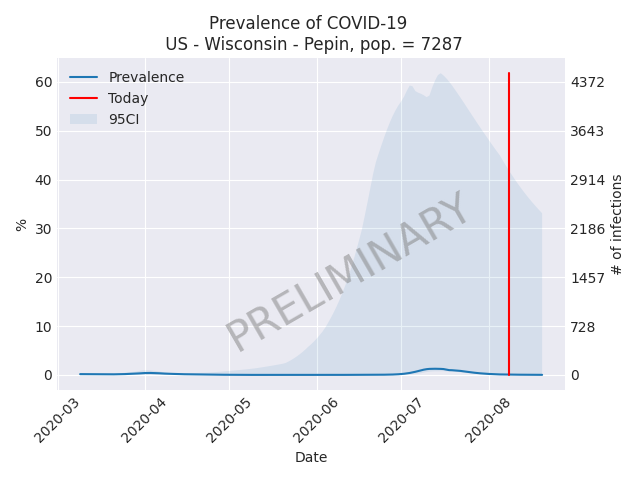 Prevalence of COVID-19
US - Wisconsin - Pepin, pop. = 7287
Prevalence
Today
95CI
60
50
40
30
20
10
0
%
4372
3643
2914
2186
1457
728
0
# of infections
PRELIMINARY
2020-03
2020-04
2020-05
2020-06
2020-07
2020-08
Date